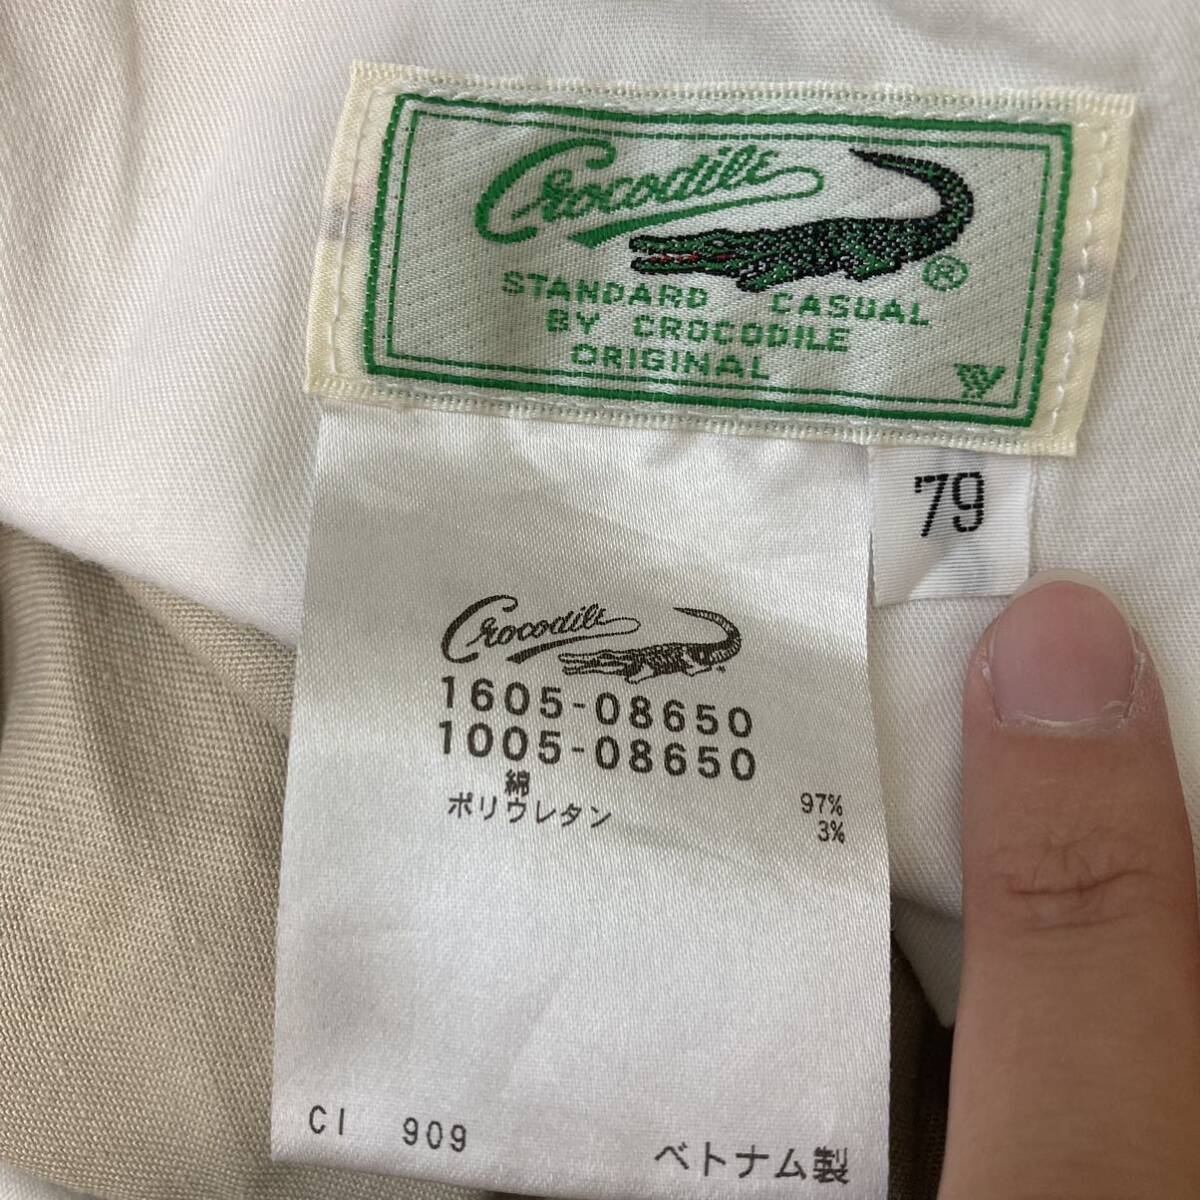 Crocodile
®
STANDARD CASUAL
BY CROCODILE
ORIGINAL
79
Crocodile
1605-08650
1005-08650
綿 97%
ポリウレタン 3%
CI 909
ベトナム製